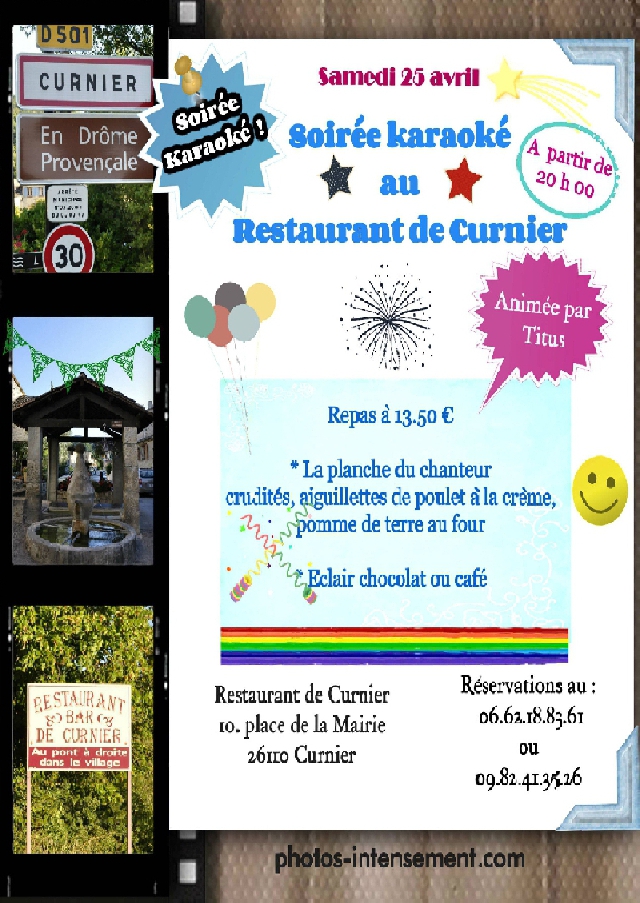 D 501
CURNIER
En Drôme
Provençale
30
RESTAURANT
BAR
DE CURNIER
Au pont à droite
dans le village
Soirée
Karaoké !
Samedi 25 avril
Soirée karaoké
au
Restaurant de Curnier
A partir de
20 h 00
Animée par
Titus
Repas à 13.50 €
* La planche du chanteur
crudités, aiguillettes de poulet à la crème,
pomme de terre au four
* Eclair chocolat ou café
Restaurant de Curnier
10. place de la Mairie
26110 Curnier
Réservations au :
06.62.18.83.61
ou
09.82.41.35.26
photos-intensement.com